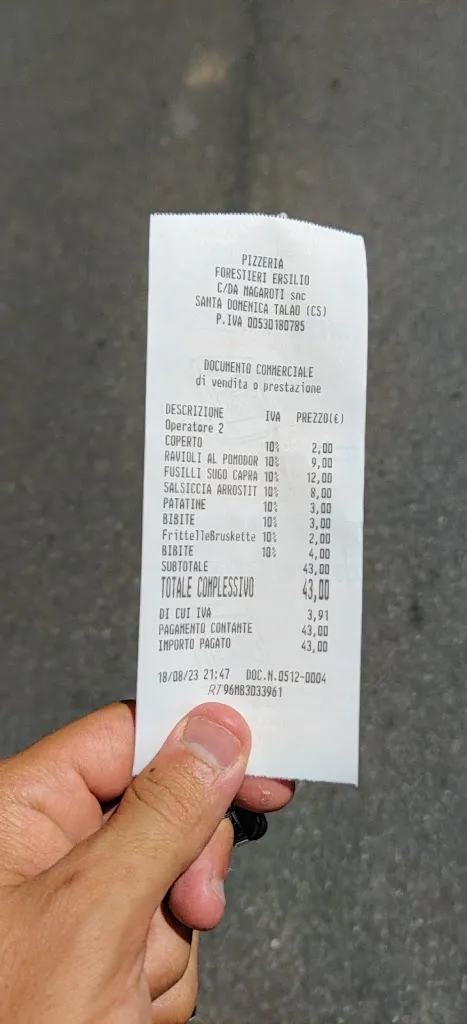 PIZZERIA
FORESTIERI ERSILIO
C/DA MAGAROTI snc
SANTA DOMENICA TALAO (CS)
P.IVA 00530180785
DOCUMENTO COMMERCIALE
di vendita o prestazione
DESCRIZIONE IVA PREZZO(€)
Operatore 2
COPERTO 10% 2,00
RAVIOLI AL POMODOR 10% 9,00
FUSILLI SUGO CAPRA 10% 12,00
SALSICCIA ARROSTIT 10% 8,00
PATATINE 10% 3,00
BIBITE 10% 3,00
FrittelleBruskette 10% 2,00
BIBITE 10% 4,00
SUBTOTALE 43,00
TOTALE COMPLESSIVO 43,00
DI CUI IVA 3,91
PAGAMENTO CONTANTE 43,00
IMPORTO PAGATO 43,00
18/08/23 21:47 DOC.N.0512-0004
RT 96MB3033961